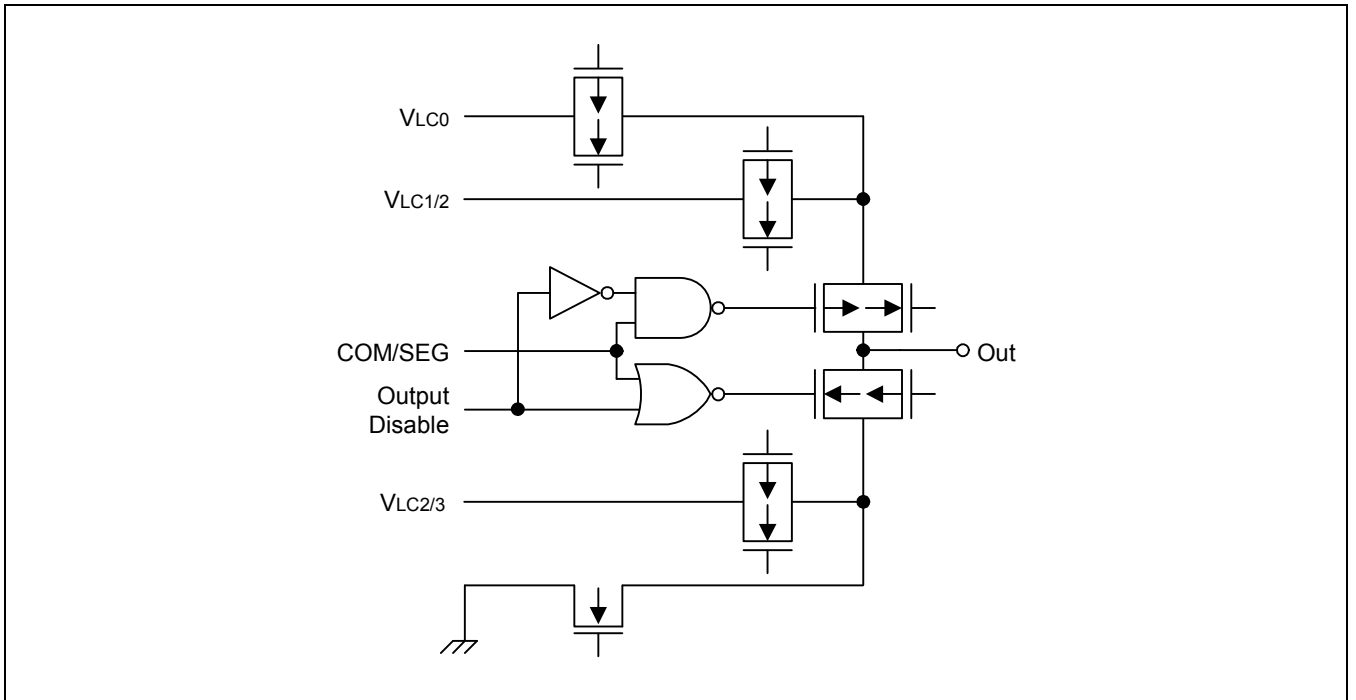 VLC0
VLC1/2
COM/SEG
Out
Output
Disable
VLC2/3